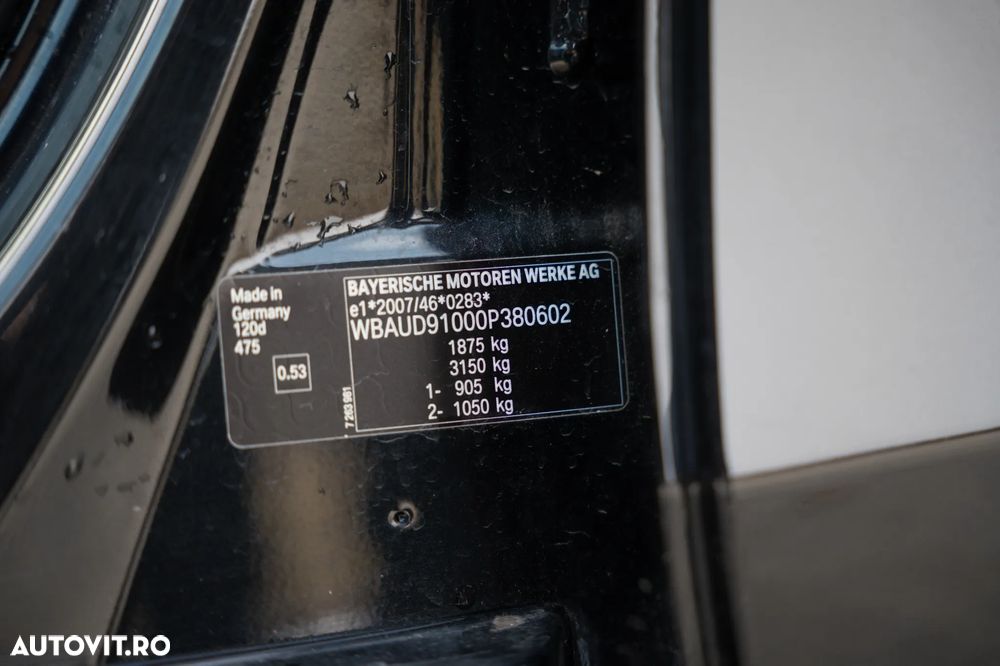 Made in
Germany
120d
475
0.53
7 263 961
BAYERISCHE MOTOREN WERKE AG
e1*2007/46*0283*
WBAUD91000P380602
1875 kg
3150 kg
1- 905 kg
2- 1050 kg
AUTOVIT.RO